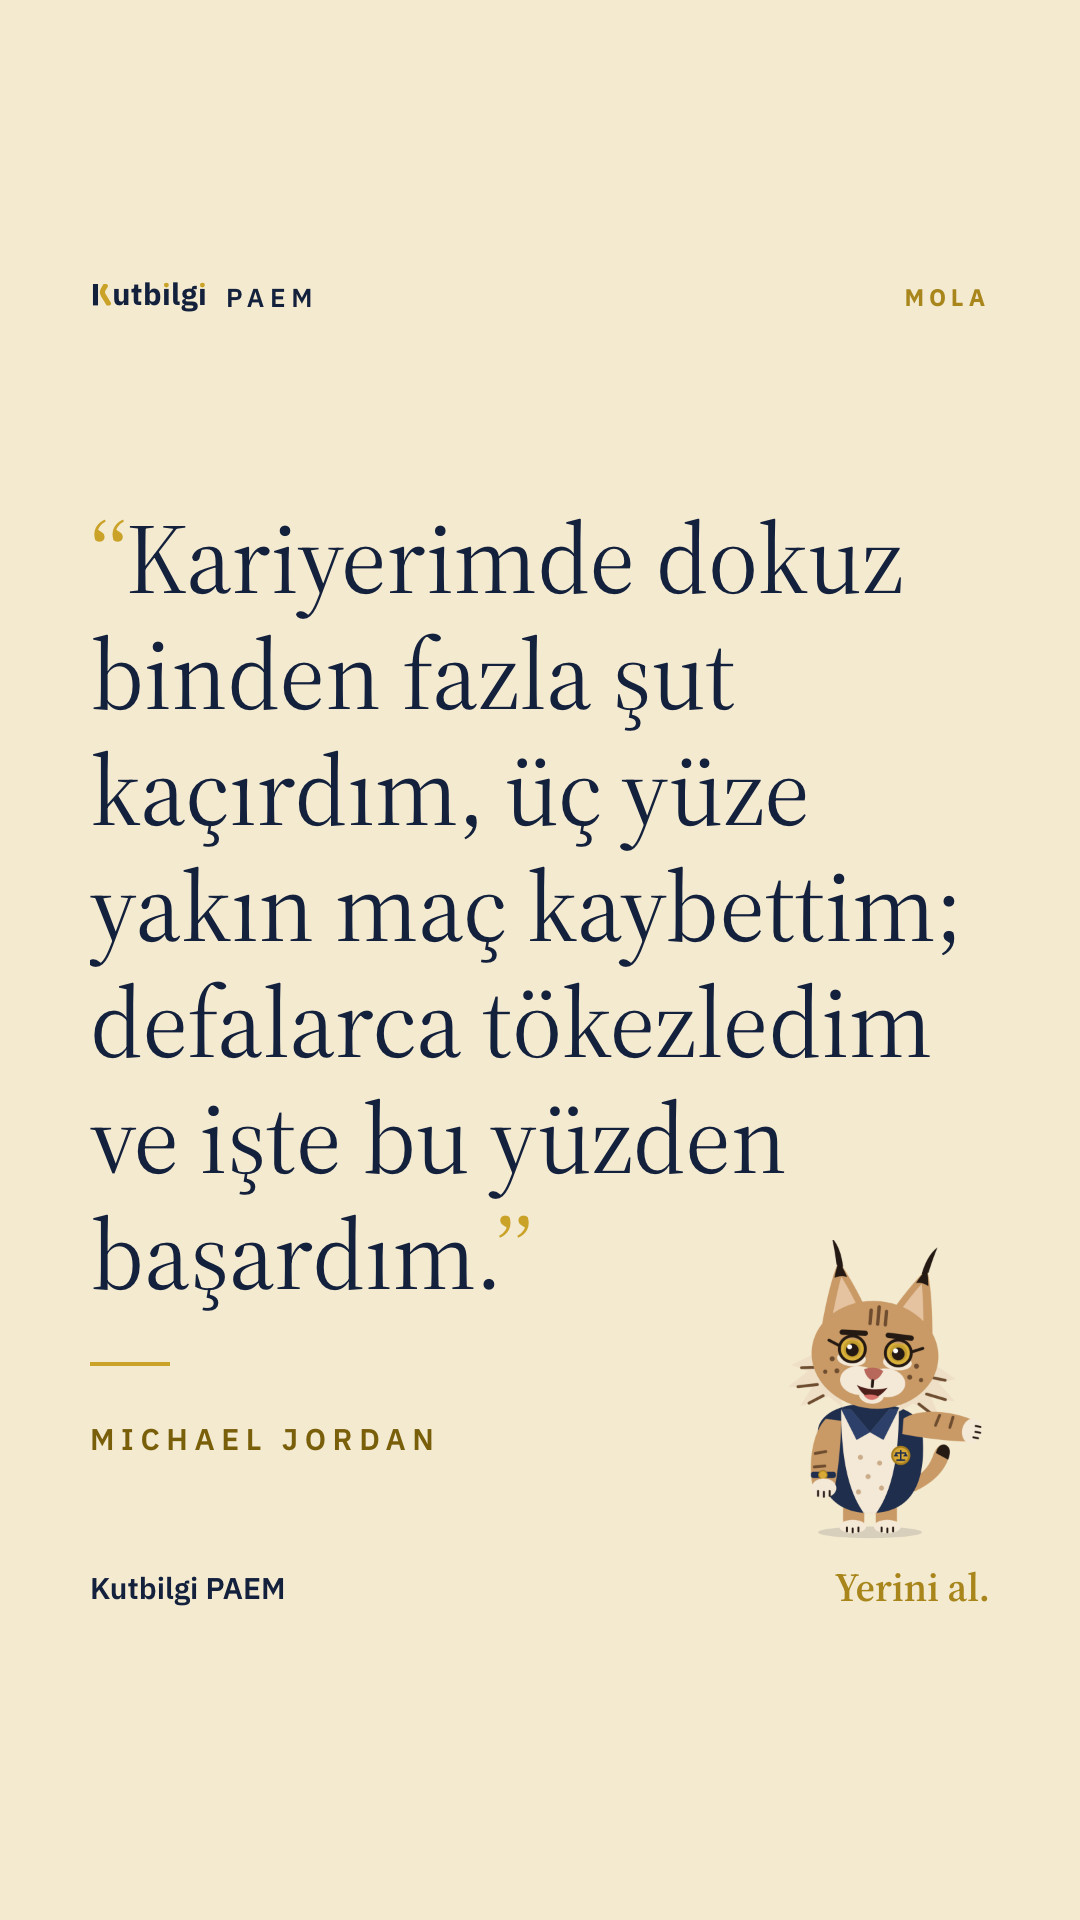 Kutbilgi PAEM
MOLA
“Kariyerimde dokuz
binden fazla şut
kaçırdım, üç yüze
yakın maç kaybettim;
defalarca tökezledim
ve işte bu yüzden
başardım.”
MICHAEL JORDAN
Kutbilgi PAEM
Yerini al.